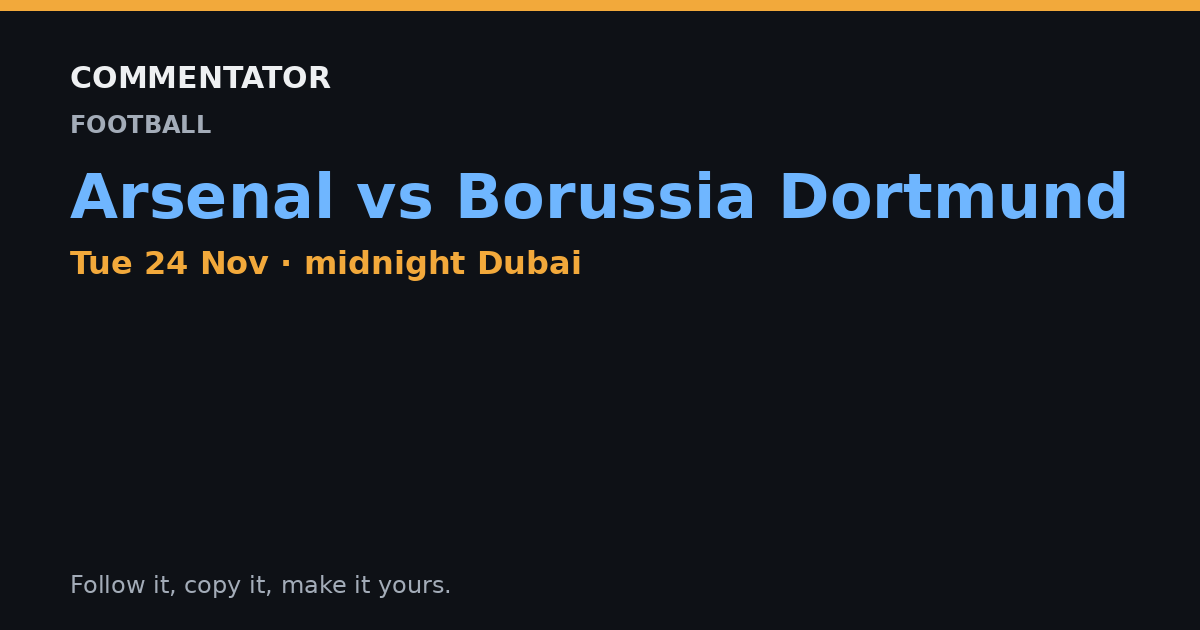 COMMENTATOR
FOOTBALL
Arsenal vs Borussia Dortmund
Tue 24 Nov · midnight Dubai
Follow it, copy it, make it yours.